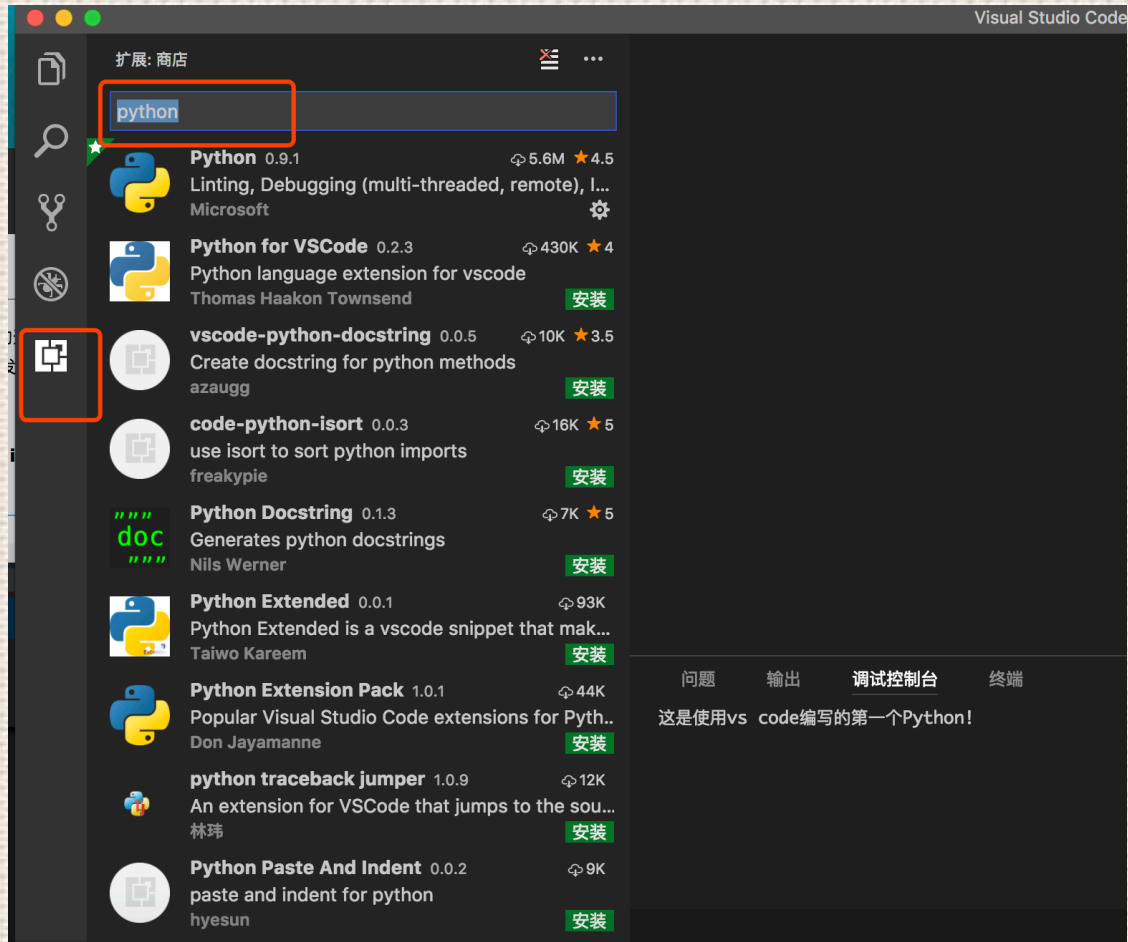 Visual Studio Code
扩展: 商店
python
Python 0.9.1 5.6M 4.5
Linting, Debugging (multi-threaded, remote), I...
Microsoft
Python for VSCode 0.2.3 430K 4
Python language extension for vscode
Thomas Haakon Townsend 安装
vscode-python-docstring 0.0.5 10K 3.5
Create docstring for python methods
azaugg 安装
code-python-isort 0.0.3 16K 5
use isort to sort python imports
freakypie 安装
"""
doc
"""
Python Docstring 0.1.3 7K 5
Generates python docstrings
Nils Werner 安装
Python Extended 0.0.1 93K
Python Extended is a vscode snippet that mak...
Taiwo Kareem 安装
Python Extension Pack 1.0.1 44K
Popular Visual Studio Code extensions for Pyth..
Don Jayamanne 安装
python traceback jumper 1.0.9 12K
An extension for VSCode that jumps to the sou...
林玮 安装
Python Paste And Indent 0.0.2 9K
paste and indent for python
hyesun 安装
问题 输出 调试控制台 终端
这是使用vs code编写的第一个Python!